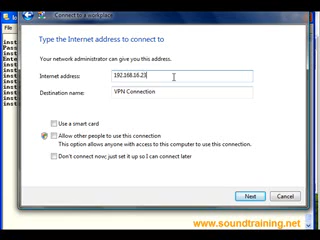 Connect to a workplace
File
Type the Internet address to connect to
Your network administrator can give you this address.
Internet address: 192.168.16.23
Destination name: VPN Connection
Use a smart card
Allow other people to use this connection
This option allows anyone with access to this computer to use this connection.
Don't connect now; just set it up so I can connect later
Next Cancel
www.soundtraining.net